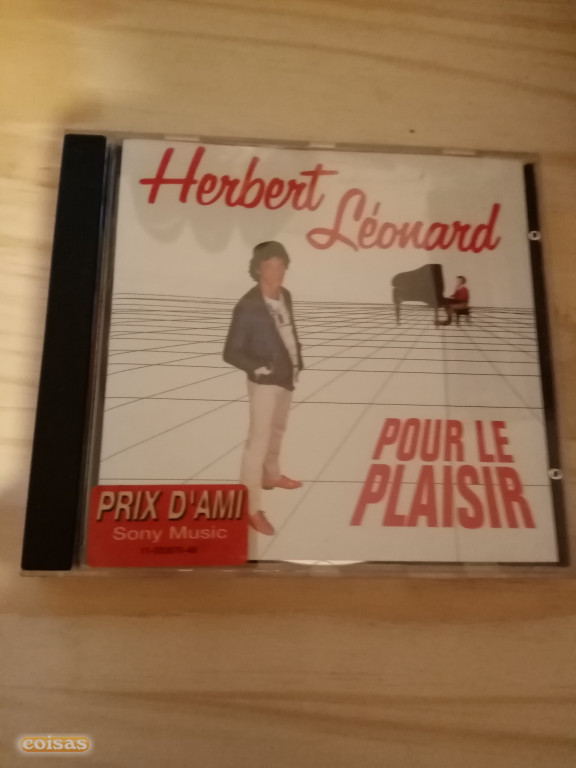 Herbert
Léonard
POUR LE
PLAISIR
PRIX D'AMI
Sony Music
coisas